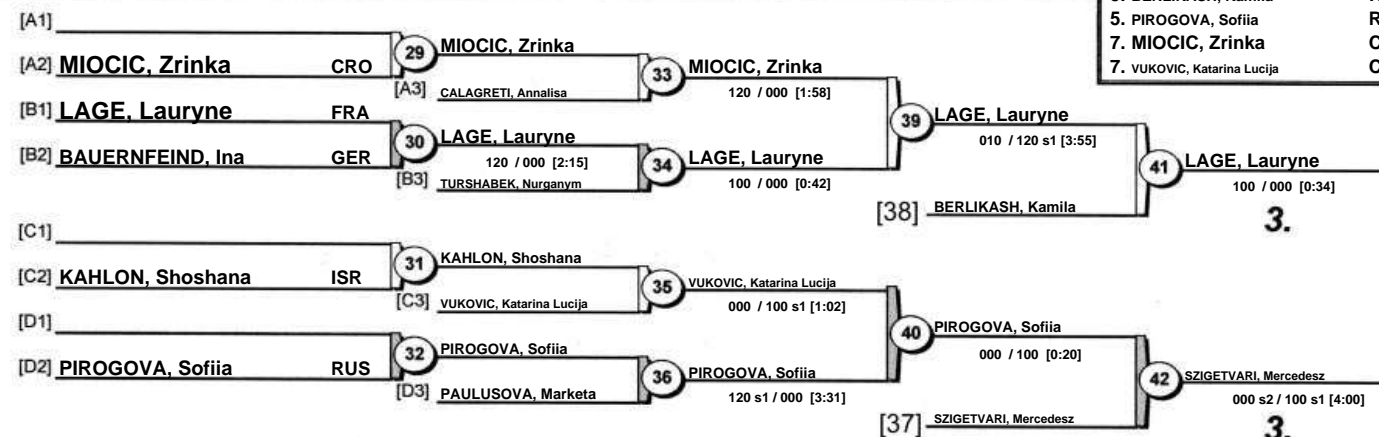 5. PIROGOVA, Sofiia R
7. MIOCIC, Zrinka C
7. VUKOVIC, Katarina Lucija C
[A1]
[A2] MIOCIC, Zrinka CRO
29
MIOCIC, Zrinka
[A3] CALAGRETI, Annalisa
33
MIOCIC, Zrinka
120 / 000 [1:58]
[B1] LAGE, Lauryne FRA
[B2] BAUERNFEIND, Ina GER
30
LAGE, Lauryne
120 / 000 [2:15]
[B3] TURSHABEK, Nurganym
34
LAGE, Lauryne
100 / 000 [0:42]
39
LAGE, Lauryne
010 / 120 s1 [3:55]
[38] BERLIKASH, Kamila
41
LAGE, Lauryne
100 / 000 [0:34]
3.
[C1]
[C2] KAHLON, Shoshana ISR
31
KAHLON, Shoshana
[C3] VUKOVIC, Katarina Lucija
35
VUKOVIC, Katarina Lucija
000 / 100 s1 [1:02]
[D1]
[D2] PIROGOVA, Sofiia RUS
32
PIROGOVA, Sofiia
[D3] PAULUSOVA, Marketa
36
PIROGOVA, Sofiia
120 s1 / 000 [3:31]
40
PIROGOVA, Sofiia
000 / 100 [0:20]
[37] SZIGETVARI, Mercedesz
42
SZIGETVARI, Mercedesz
000 s2 / 100 s1 [4:00]
3.